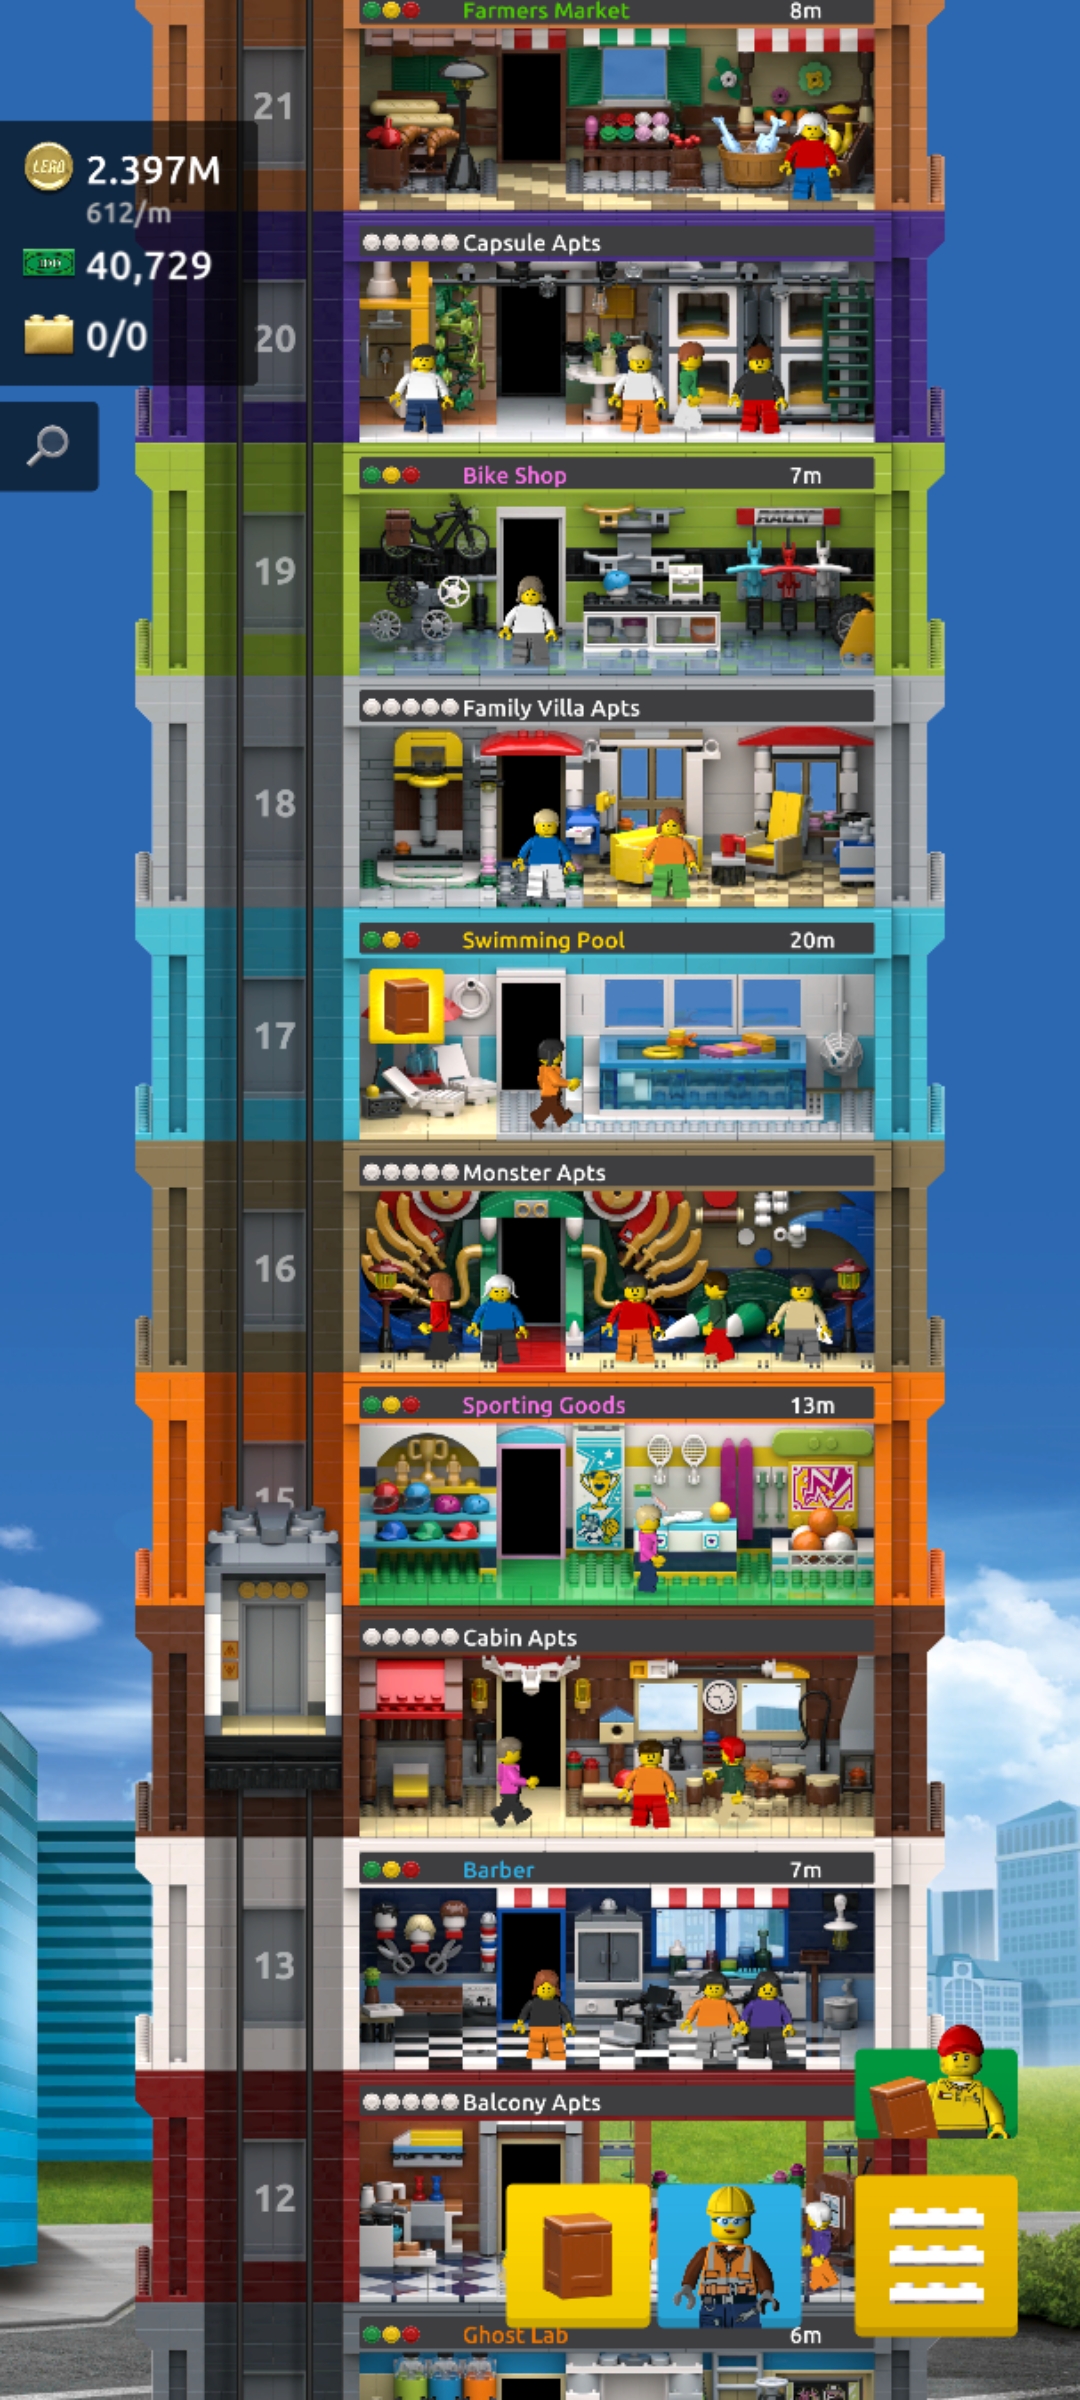 Farmers Market 8m
21
LEGO 2.397M
612/m
40,729
0/0
Capsule Apts
20
Bike Shop 7m
RALLY
19
Family Villa Apts
18
Swimming Pool 20m
17
Monster Apts
16
Sporting Goods 13m
15
Cabin Apts
Barber 7m
13
Balcony Apts
12
Ghost Lab 6m